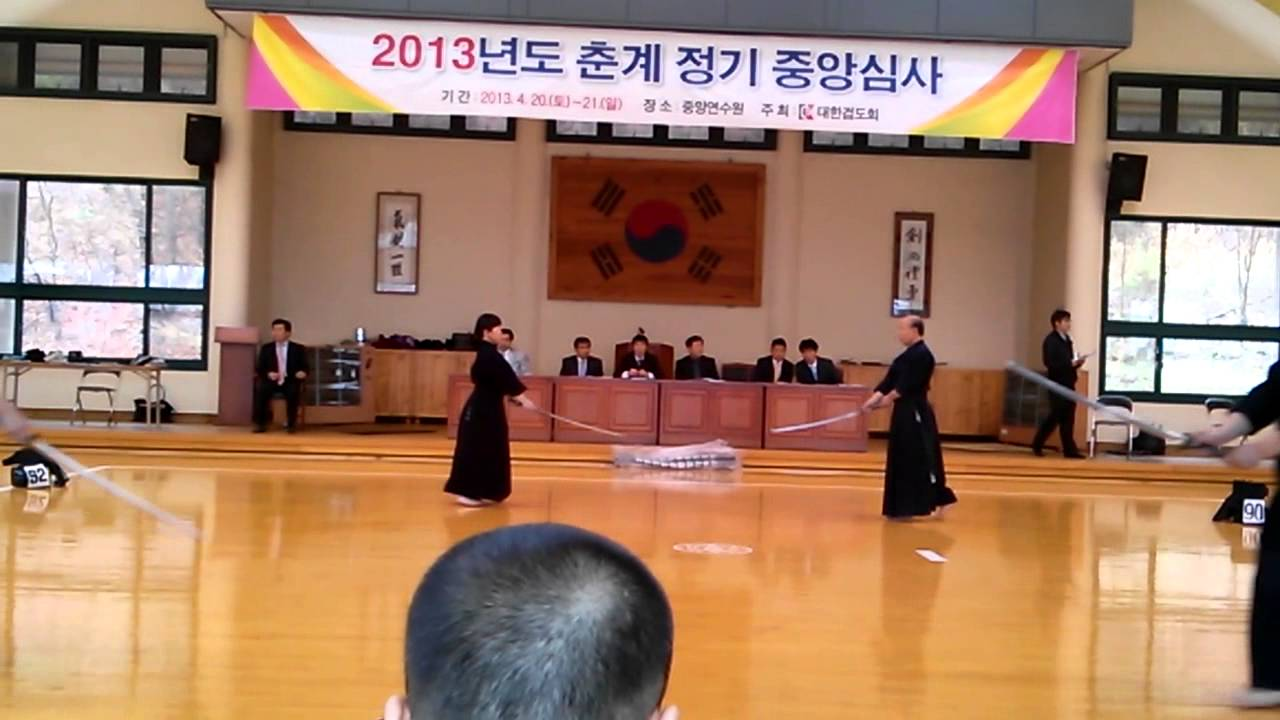 2013년도 춘계 정기 중앙심사
기 간 : 2013. 4. 20.(토) ~ 21.(일) 장 소 : 중앙연수원 주 최 : 대한검도회
92
90